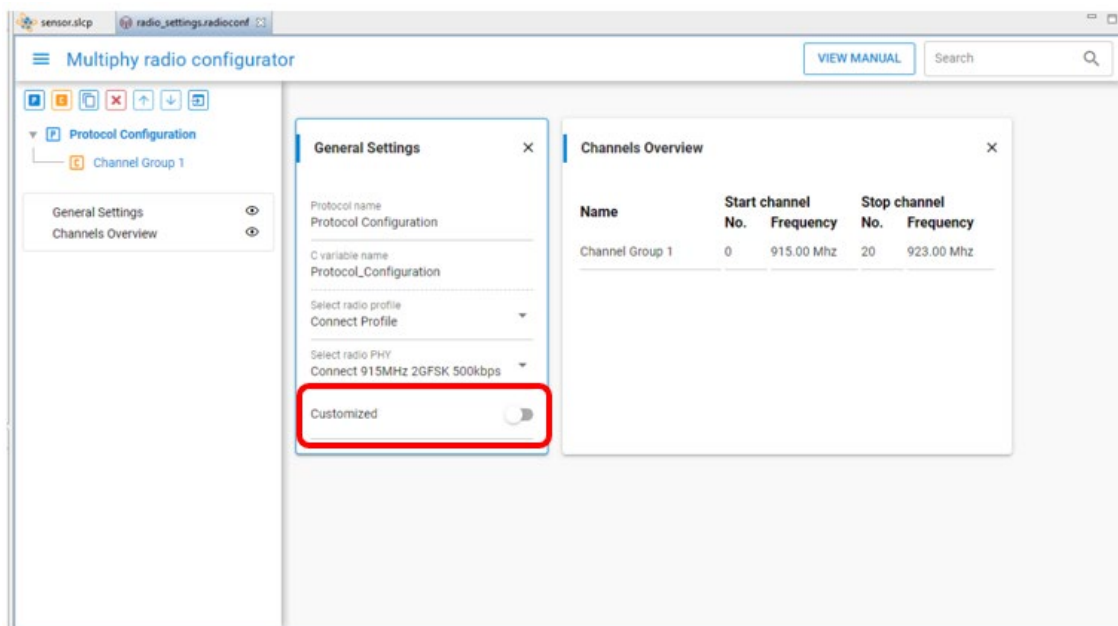 sensor.slcp
radio_settings.radioconf
Multiphy radio configurator
VIEW MANUAL
Search
P
C
P Protocol Configuration
C Channel Group 1
General Settings
Channels Overview
General Settings
Protocol name
Protocol Configuration
C variable name
Protocol_Configuration
Select radio profile
Connect Profile
Select radio PHY
Connect 915MHz 2GFSK 500kbps
Customized
Channels Overview
Name Start channel Stop channel
No. Frequency No. Frequency
Channel Group 1 0 915.00 Mhz 20 923.00 Mhz